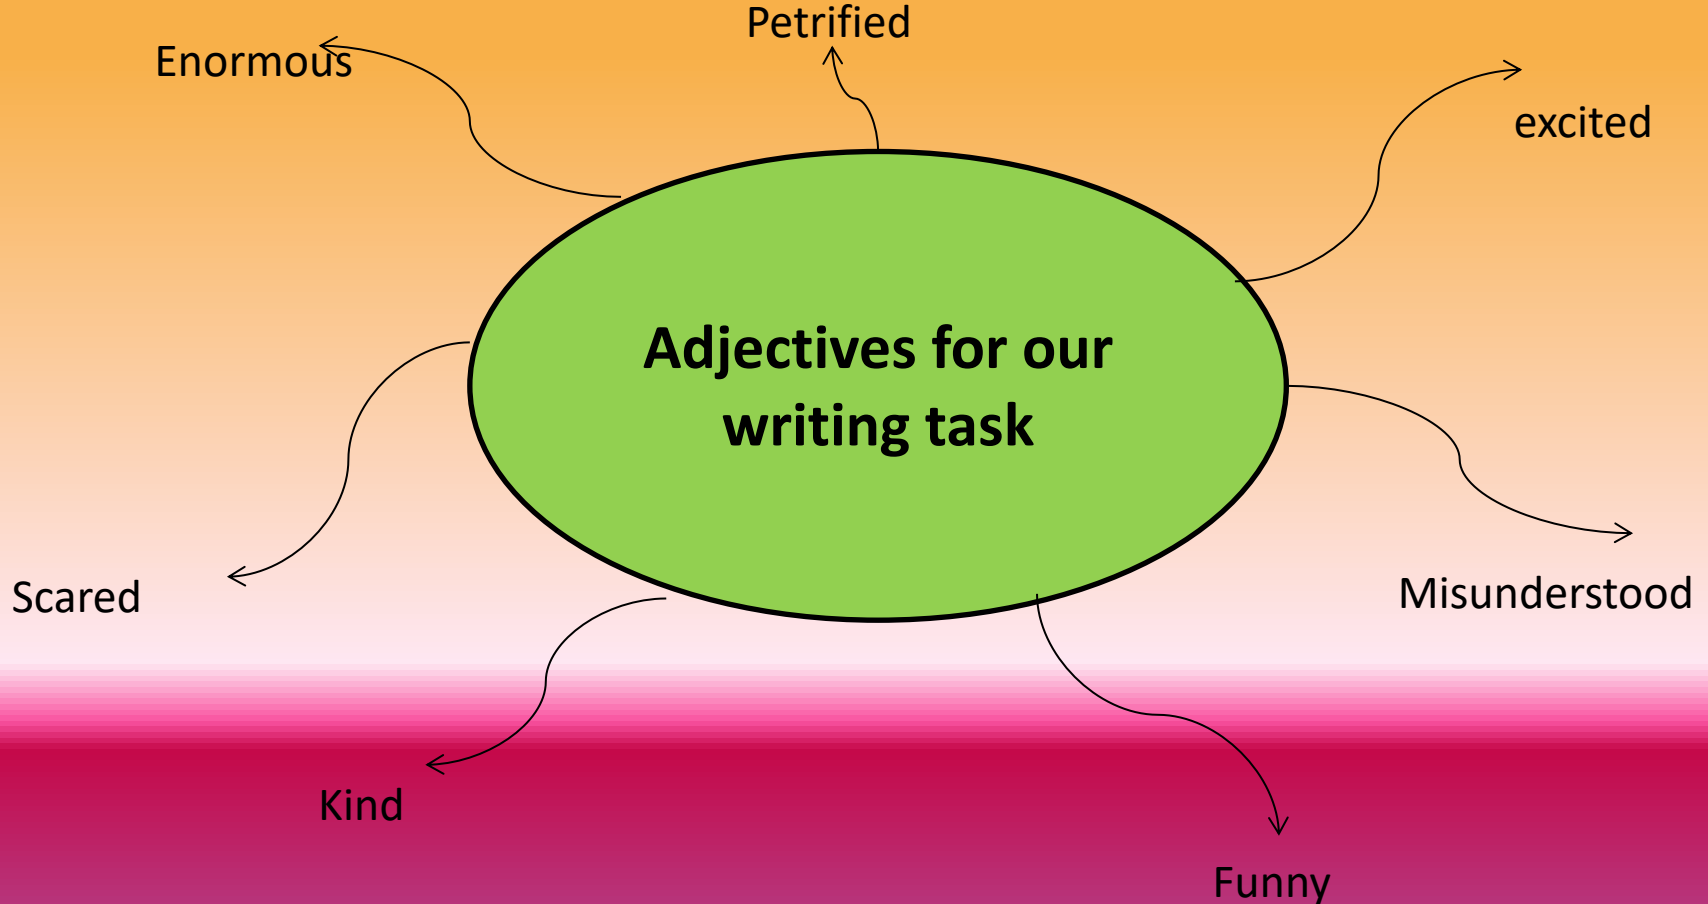 Petrified
Enormous
excited
Adjectives for our
writing task
Scared
Misunderstood
Kind
Funny